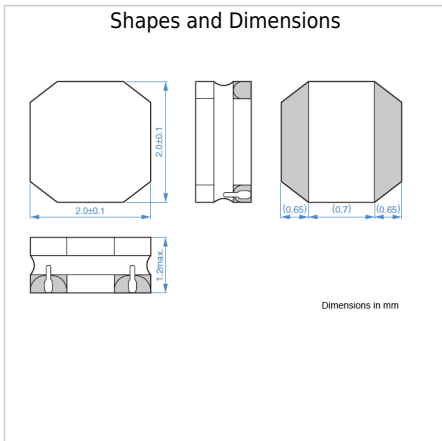 Shapes and Dimensions
2.0±0.1
2.0±0.1
(0.65) (0.7) (0.65)
1.2max.
Dimensions in mm